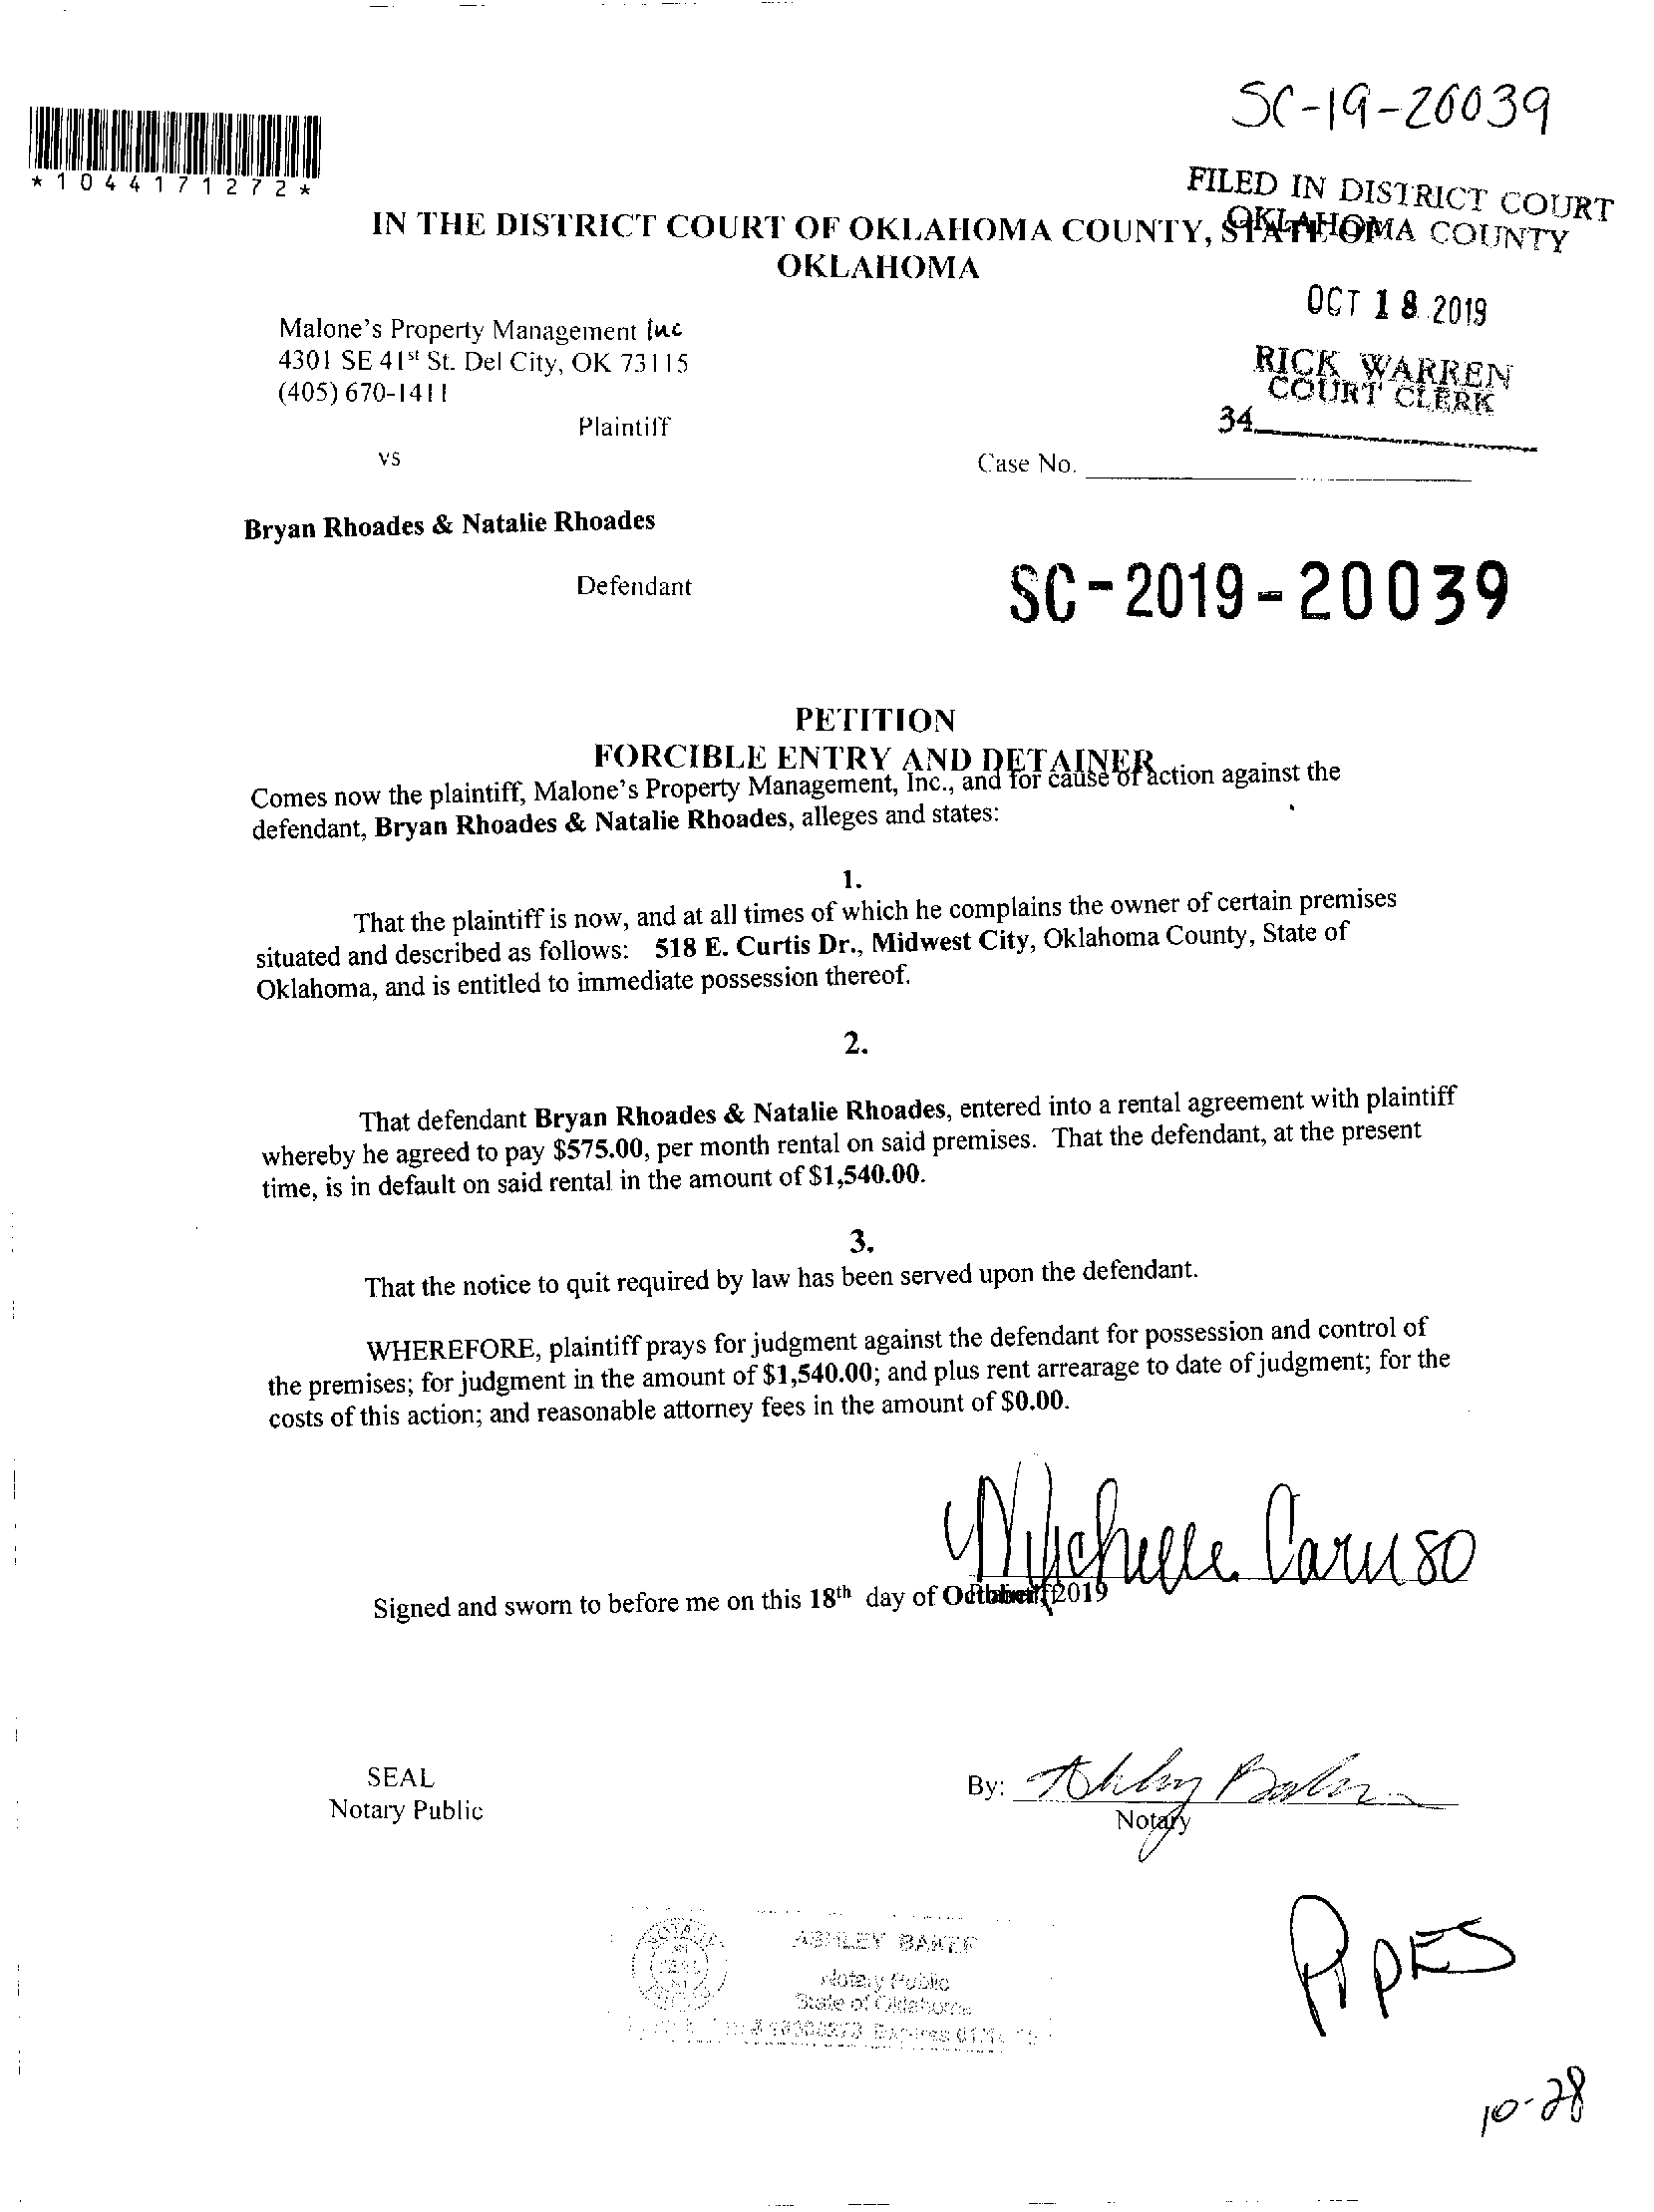 SC-19-20039
*1044171272*
FILED IN DISTRICT COURT
OKLAHOMA COUNTY
IN THE DISTRICT COURT OF OKLAHOMA COUNTY, STATE OF
OKLAHOMA
OCT 18 2019
Malone's Property Management Inc
4301 SE 41st St. Del City, OK 73115
(405) 670-1411
RICK WARREN
COURT CLERK
34
Plaintiff
vs
Case No.
Bryan Rhoades & Natalie Rhoades
Defendant
SC-2019-20039
PETITION
FORCIBLE ENTRY AND DETAINER
Comes now the plaintiff, Malone's Property Management, Inc., and for cause of action against the
defendant, Bryan Rhoades & Natalie Rhoades, alleges and states:
1.
That the plaintiff is now, and at all times of which he complains the owner of certain premises
situated and described as follows: 518 E. Curtis Dr., Midwest City, Oklahoma County, State of
Oklahoma, and is entitled to immediate possession thereof.
2.
That defendant Bryan Rhoades & Natalie Rhoades, entered into a rental agreement with plaintiff
whereby he agreed to pay $575.00, per month rental on said premises. That the defendant, at the present
time, is in default on said rental in the amount of $1,540.00.
3.
That the notice to quit required by law has been served upon the defendant.
WHEREFORE, plaintiff prays for judgment against the defendant for possession and control of
the premises; for judgment in the amount of $1,540.00; and plus rent arrearage to date of judgment; for the
costs of this action; and reasonable attorney fees in the amount of $0.00.
Michelle Caruso
Plaintiff
Signed and sworn to before me on this 18th day of October, 2019
SEAL
Notary Public
By: Ashley Baker
Notary
ASHLEY BAKER
Notary Public
State of Oklahoma
Expires
PIPES
10-28